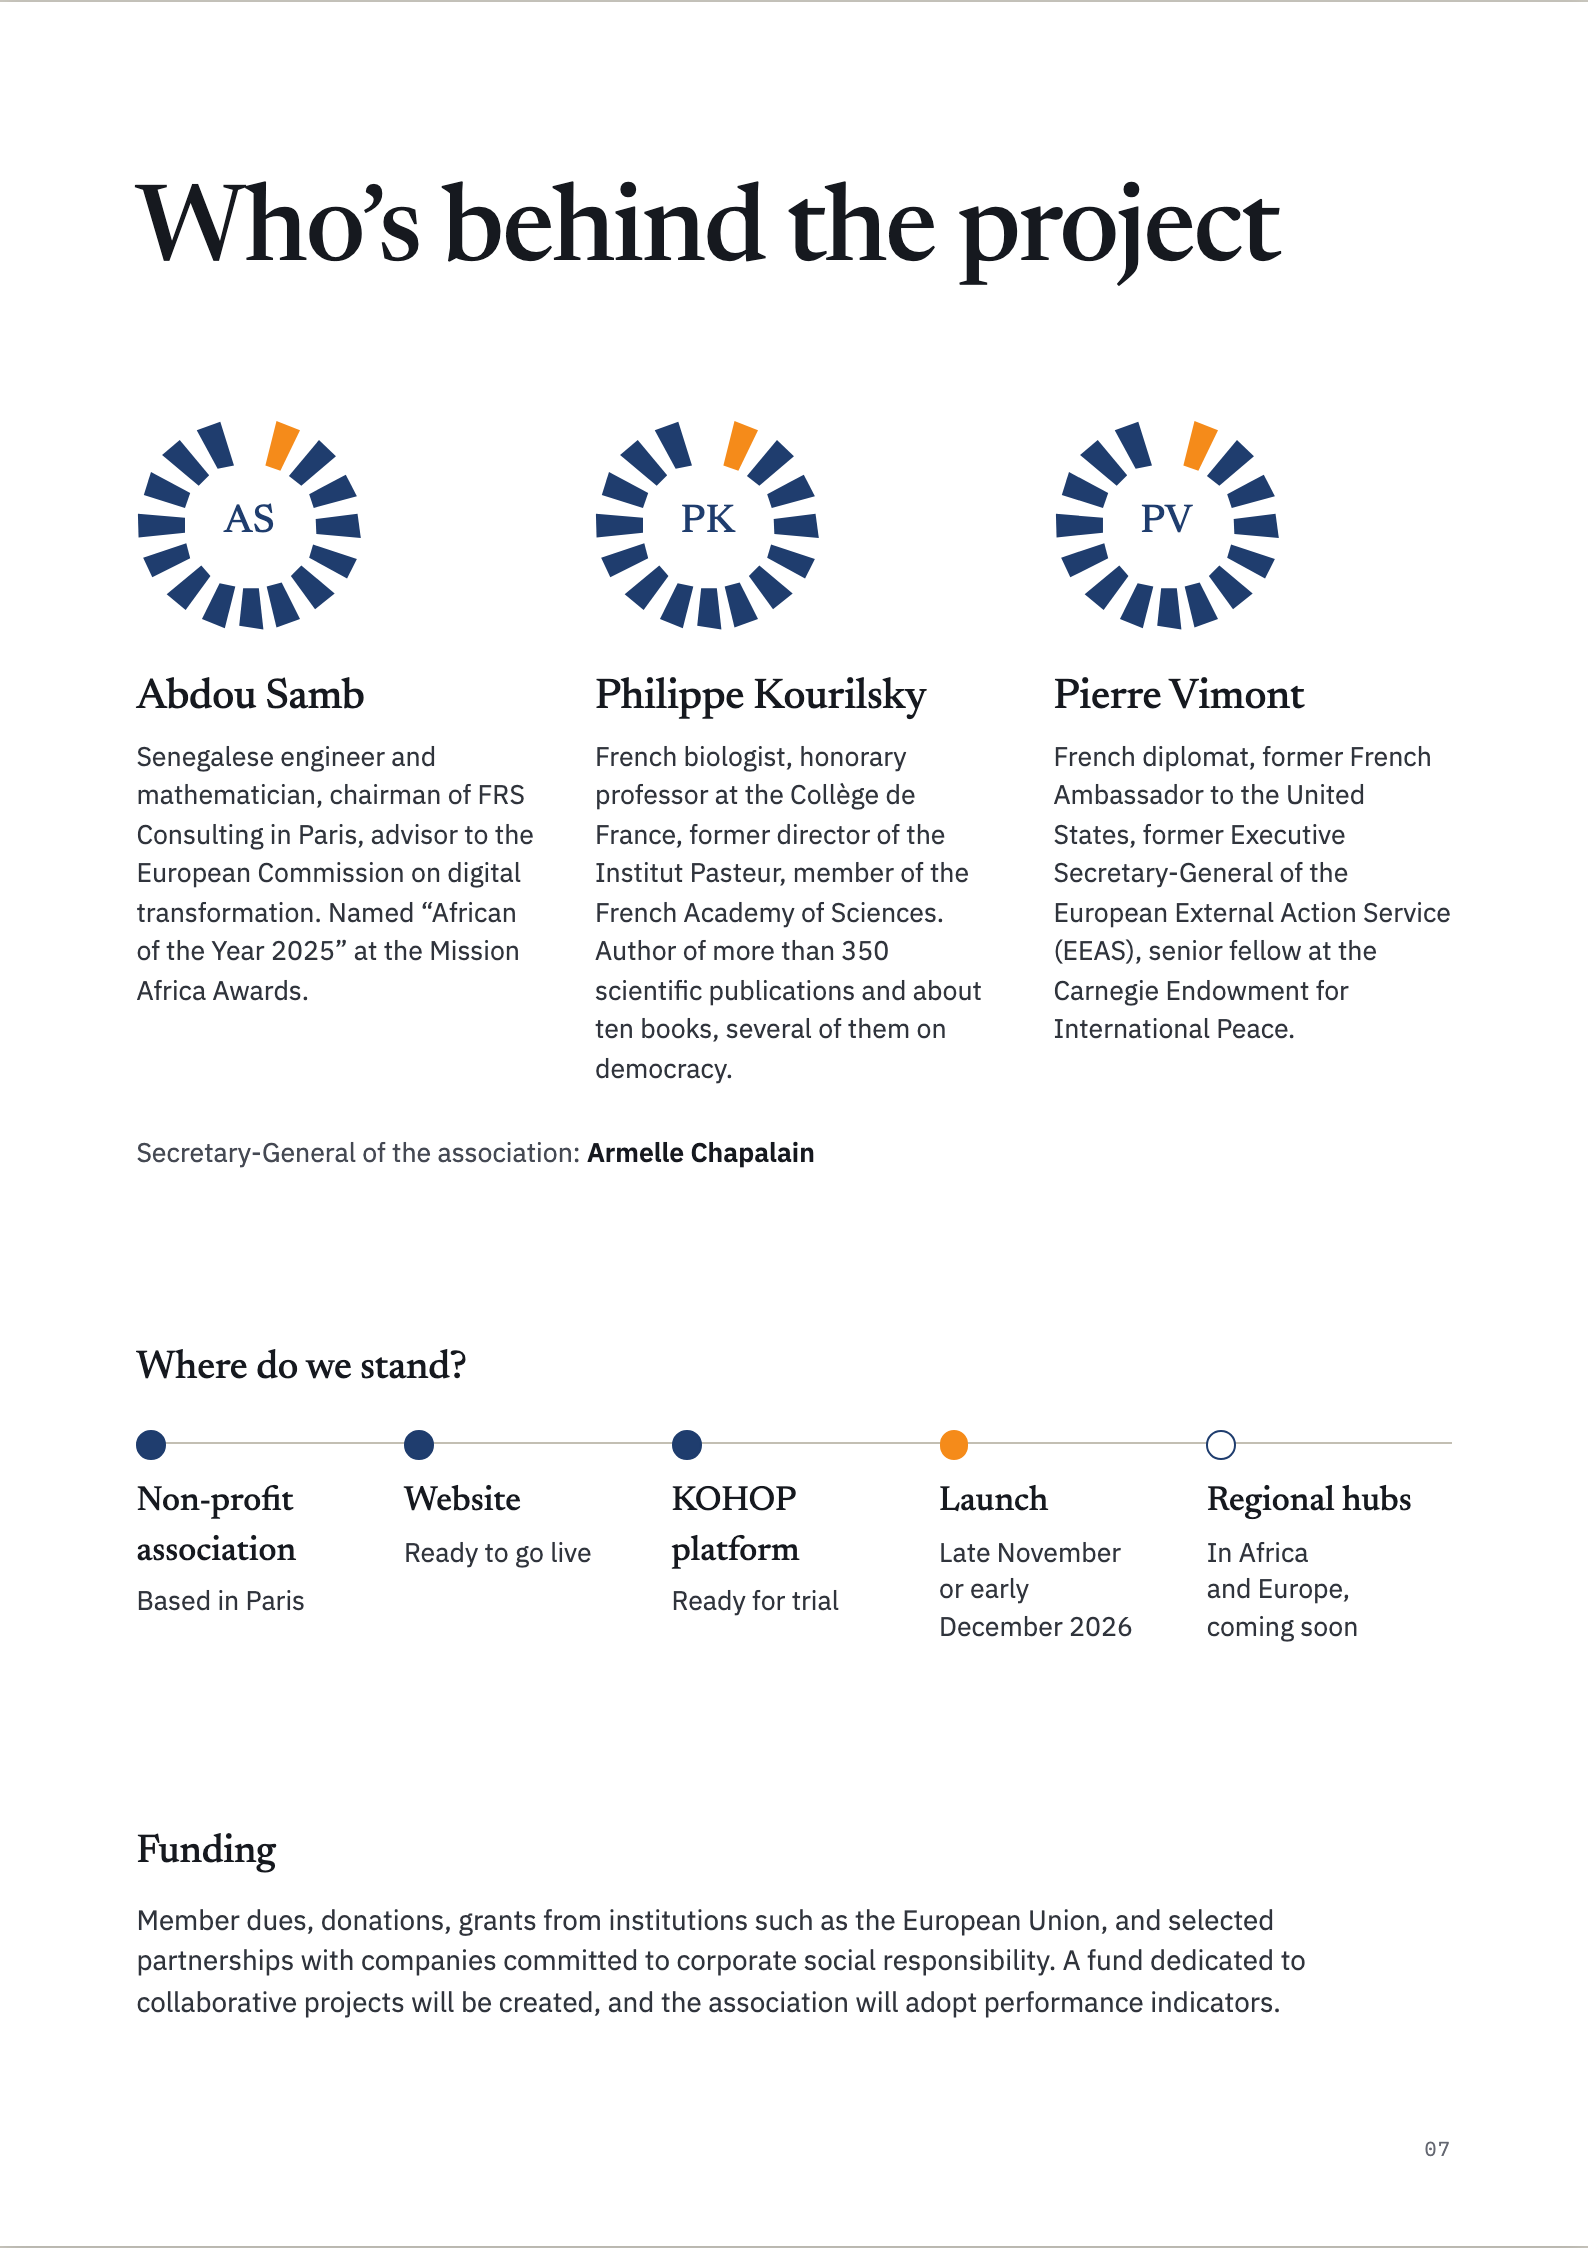 Who’s behind the project
AS
PK
PV
Abdou Samb
Senegalese engineer and
mathematician, chairman of FRS
Consulting in Paris, advisor to the
European Commission on digital
transformation. Named “African
of the Year 2025” at the Mission
Africa Awards.
Philippe Kourilsky
French biologist, honorary
professor at the Collège de
France, former director of the
Institut Pasteur, member of the
French Academy of Sciences.
Author of more than 350
scientific publications and about
ten books, several of them on
democracy.
Pierre Vimont
French diplomat, former French
Ambassador to the United
States, former Executive
Secretary-General of the
European External Action Service
(EEAS), senior fellow at the
Carnegie Endowment for
International Peace.
Secretary-General of the association: Armelle Chapalain
Where do we stand?
Non-profit
association
Based in Paris
Website
Ready to go live
KOHOP
platform
Ready for trial
Launch
Late November
or early
December 2026
Regional hubs
In Africa
and Europe,
coming soon
Funding
Member dues, donations, grants from institutions such as the European Union, and selected
partnerships with companies committed to corporate social responsibility. A fund dedicated to
collaborative projects will be created, and the association will adopt performance indicators.
07